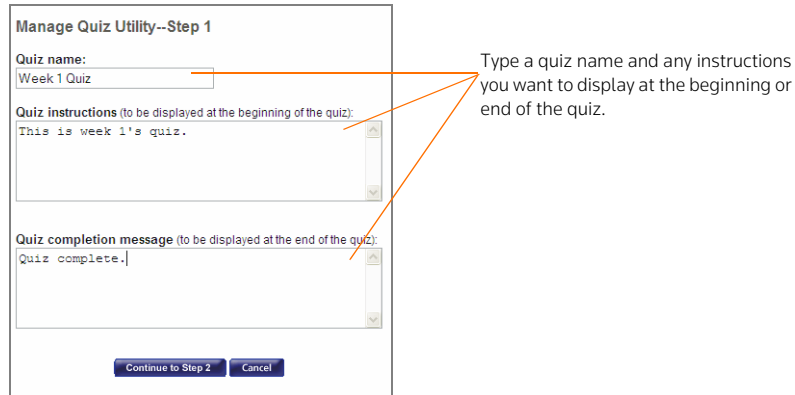 Manage Quiz Utility--Step 1
Quiz name:
Week 1 Quiz
Type a quiz name and any instructions
you want to display at the beginning or
end of the quiz.
Quiz instructions (to be displayed at the beginning of the quiz):
This is week 1's quiz.
Quiz completion message (to be displayed at the end of the quiz):
Quiz complete.
Continue to Step 2
Cancel